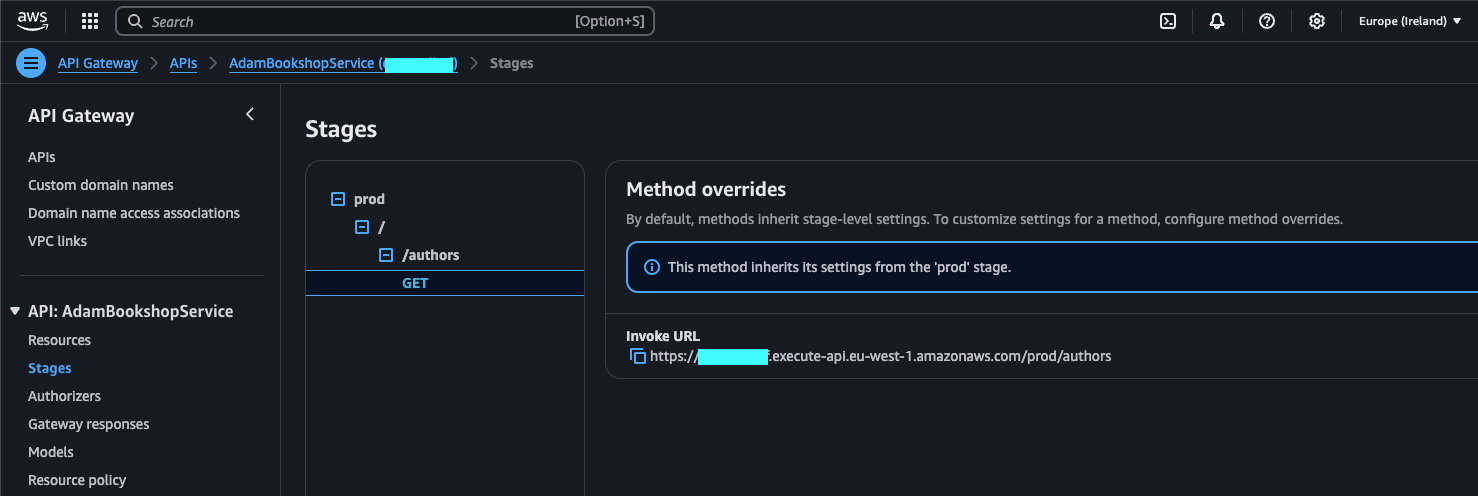 aws
Search [Option+S] Europe (Ireland)
API Gateway APIs AdamBookshopService ( ) Stages
API Gateway
APIs
Custom domain names
Domain name access associations
VPC links
API: AdamBookshopService
Resources
Stages
Authorizers
Gateway responses
Models
Resource policy
Stages
prod
/
/authors
GET
Method overrides
By default, methods inherit stage-level settings. To customize settings for a method, configure method overrides.
This method inherits its settings from the 'prod' stage.
Invoke URL
https:// .execute-api.eu-west-1.amazonaws.com/prod/authors